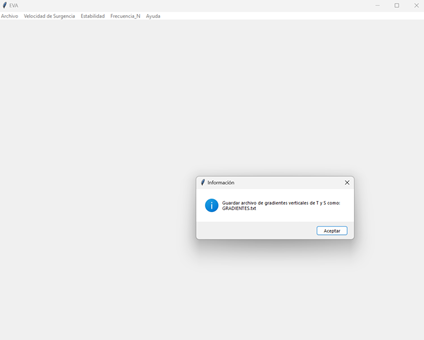 EVA
Archivo Velocidad de Surgencia Estabilidad Frecuencia_N Ayuda
Información
Guardar archivo de gradientes verticales de T y S como:
GRADIENTES.txt
Aceptar